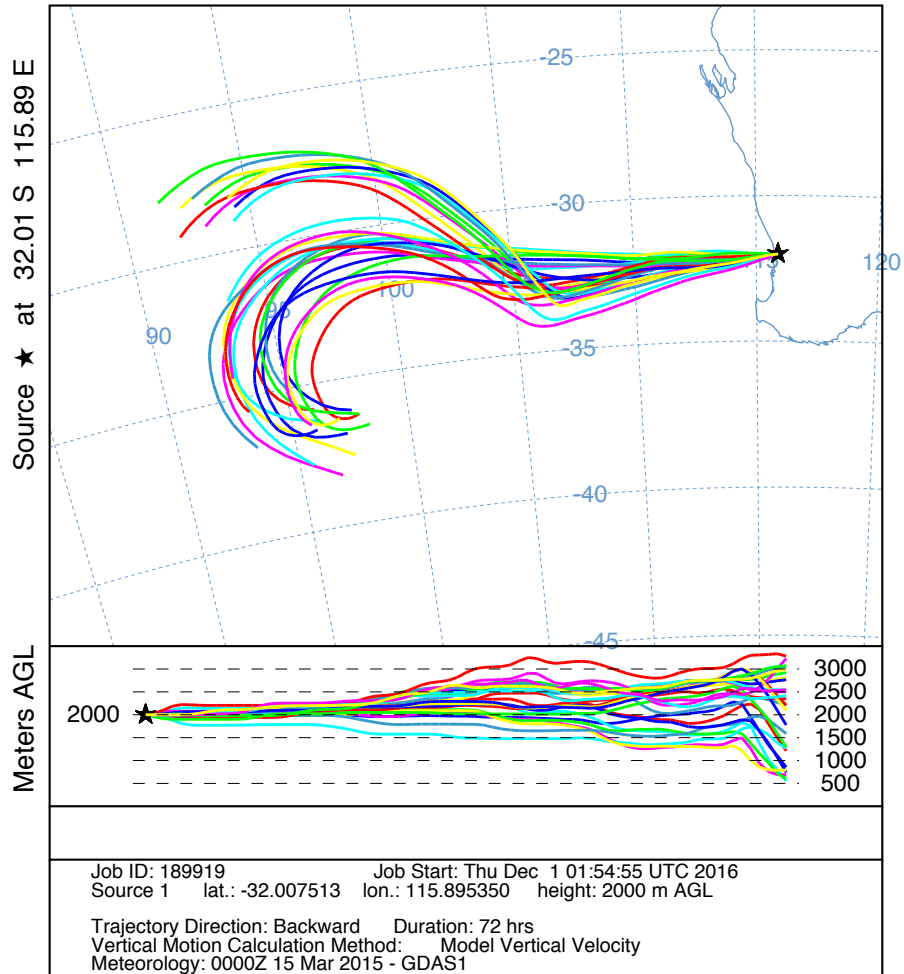 Source ★ at 32.01 S 115.89 E
-25
-30
100
95
90
120
-35
-40
-45
Meters AGL
2000
3000
2500
2000
1500
1000
500
Job ID: 189919 Job Start: Thu Dec 1 01:54:55 UTC 2016
Source 1 lat.: -32.007513 lon.: 115.895350 height: 2000 m AGL
Trajectory Direction: Backward Duration: 72 hrs
Vertical Motion Calculation Method: Model Vertical Velocity
Meteorology: 0000Z 15 Mar 2015 - GDAS1